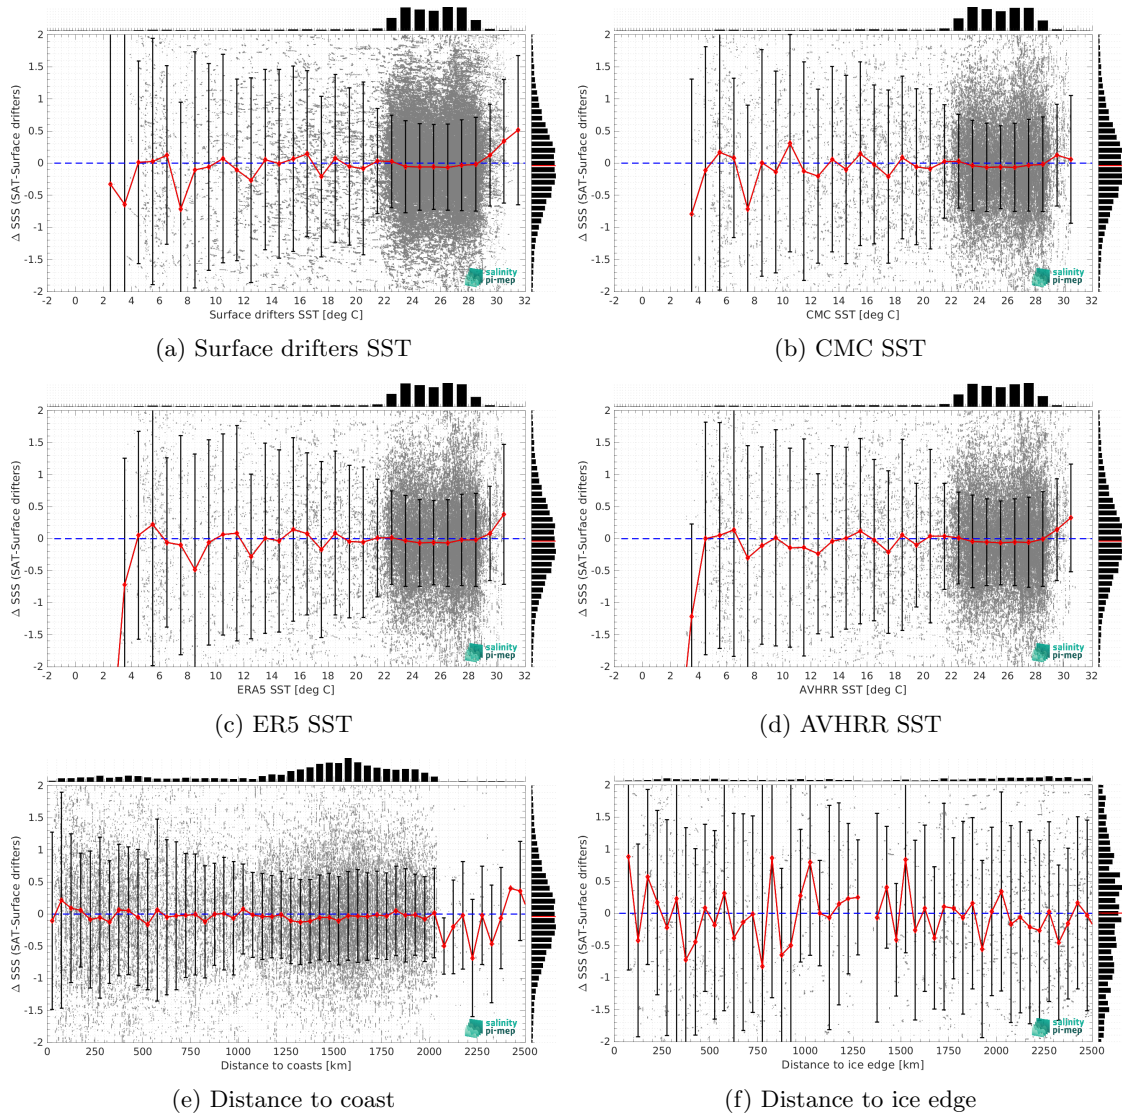 2
1.5
1
0.5
0
-0.5
-1
-1.5
-2
Δ SSS (SAT-Surface drifters)
-2 0 2 4 6 8 10 12 14 16 18 20 22 24 26 28 30 32
Surface drifters SST [deg C]
salinity
pi-mep
(a) Surface drifters SST
2
1.5
1
0.5
0
-0.5
-1
-1.5
-2
Δ SSS (SAT-Surface drifters)
-2 0 2 4 6 8 10 12 14 16 18 20 22 24 26 28 30 32
CMC SST [deg C]
salinity
pi-mep
(b) CMC SST
2
1.5
1
0.5
0
-0.5
-1
-1.5
-2
Δ SSS (SAT-Surface drifters)
-2 0 2 4 6 8 10 12 14 16 18 20 22 24 26 28 30 32
ERA5 SST [deg C]
salinity
pi-mep
(c) ER5 SST
2
1.5
1
0.5
0
-0.5
-1
-1.5
-2
Δ SSS (SAT-Surface drifters)
-2 0 2 4 6 8 10 12 14 16 18 20 22 24 26 28 30 32
AVHRR SST [deg C]
salinity
pi-mep
(d) AVHRR SST
2
1.5
1
0.5
0
-0.5
-1
-1.5
-2
Δ SSS (SAT-Surface drifters)
0 250 500 750 1000 1250 1500 1750 2000 2250 2500
Distance to coasts [km]
salinity
pi-mep
(e) Distance to coast
2
1.5
1
0.5
0
-0.5
-1
-1.5
-2
Δ SSS (SAT-Surface drifters)
0 250 500 750 1000 1250 1500 1750 2000 2250 2500
Distance to ice edge [km]
salinity
pi-mep
(f) Distance to ice edge